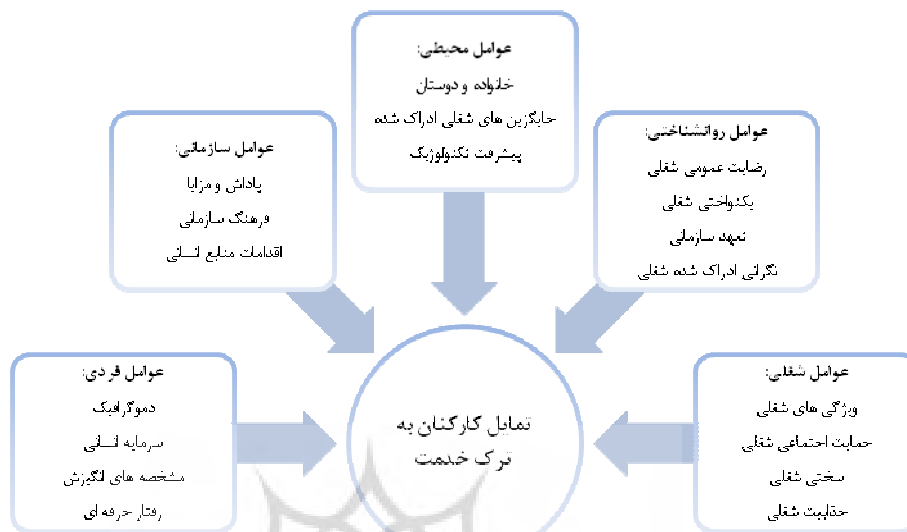 عوامل محیطی:
خانواده و دوستان
جایگزین های شغلی ادراک شده
پیشرفت تکنولوژیک
عوامل روانشناختی:
رضایت عمومی شغلی
یکنواختی شغلی
تعهد سازمانی
نگرانی ادراک شده شغلی
عوامل سازمانی:
پاداش و مزایا
فرهنگ سازمانی
اقدامات منابع انسانی
عوامل شغلی:
ویژگی های شغلی
حمایت اجتماعی شغلی
سختی شغلی
جذابیت شغلی
عوامل فردی:
دموگرافیک
سرمایه انسانی
مشخصه های انگیزش
رفتار حرفه ای
تمایل کارکنان به
ترک خدمت